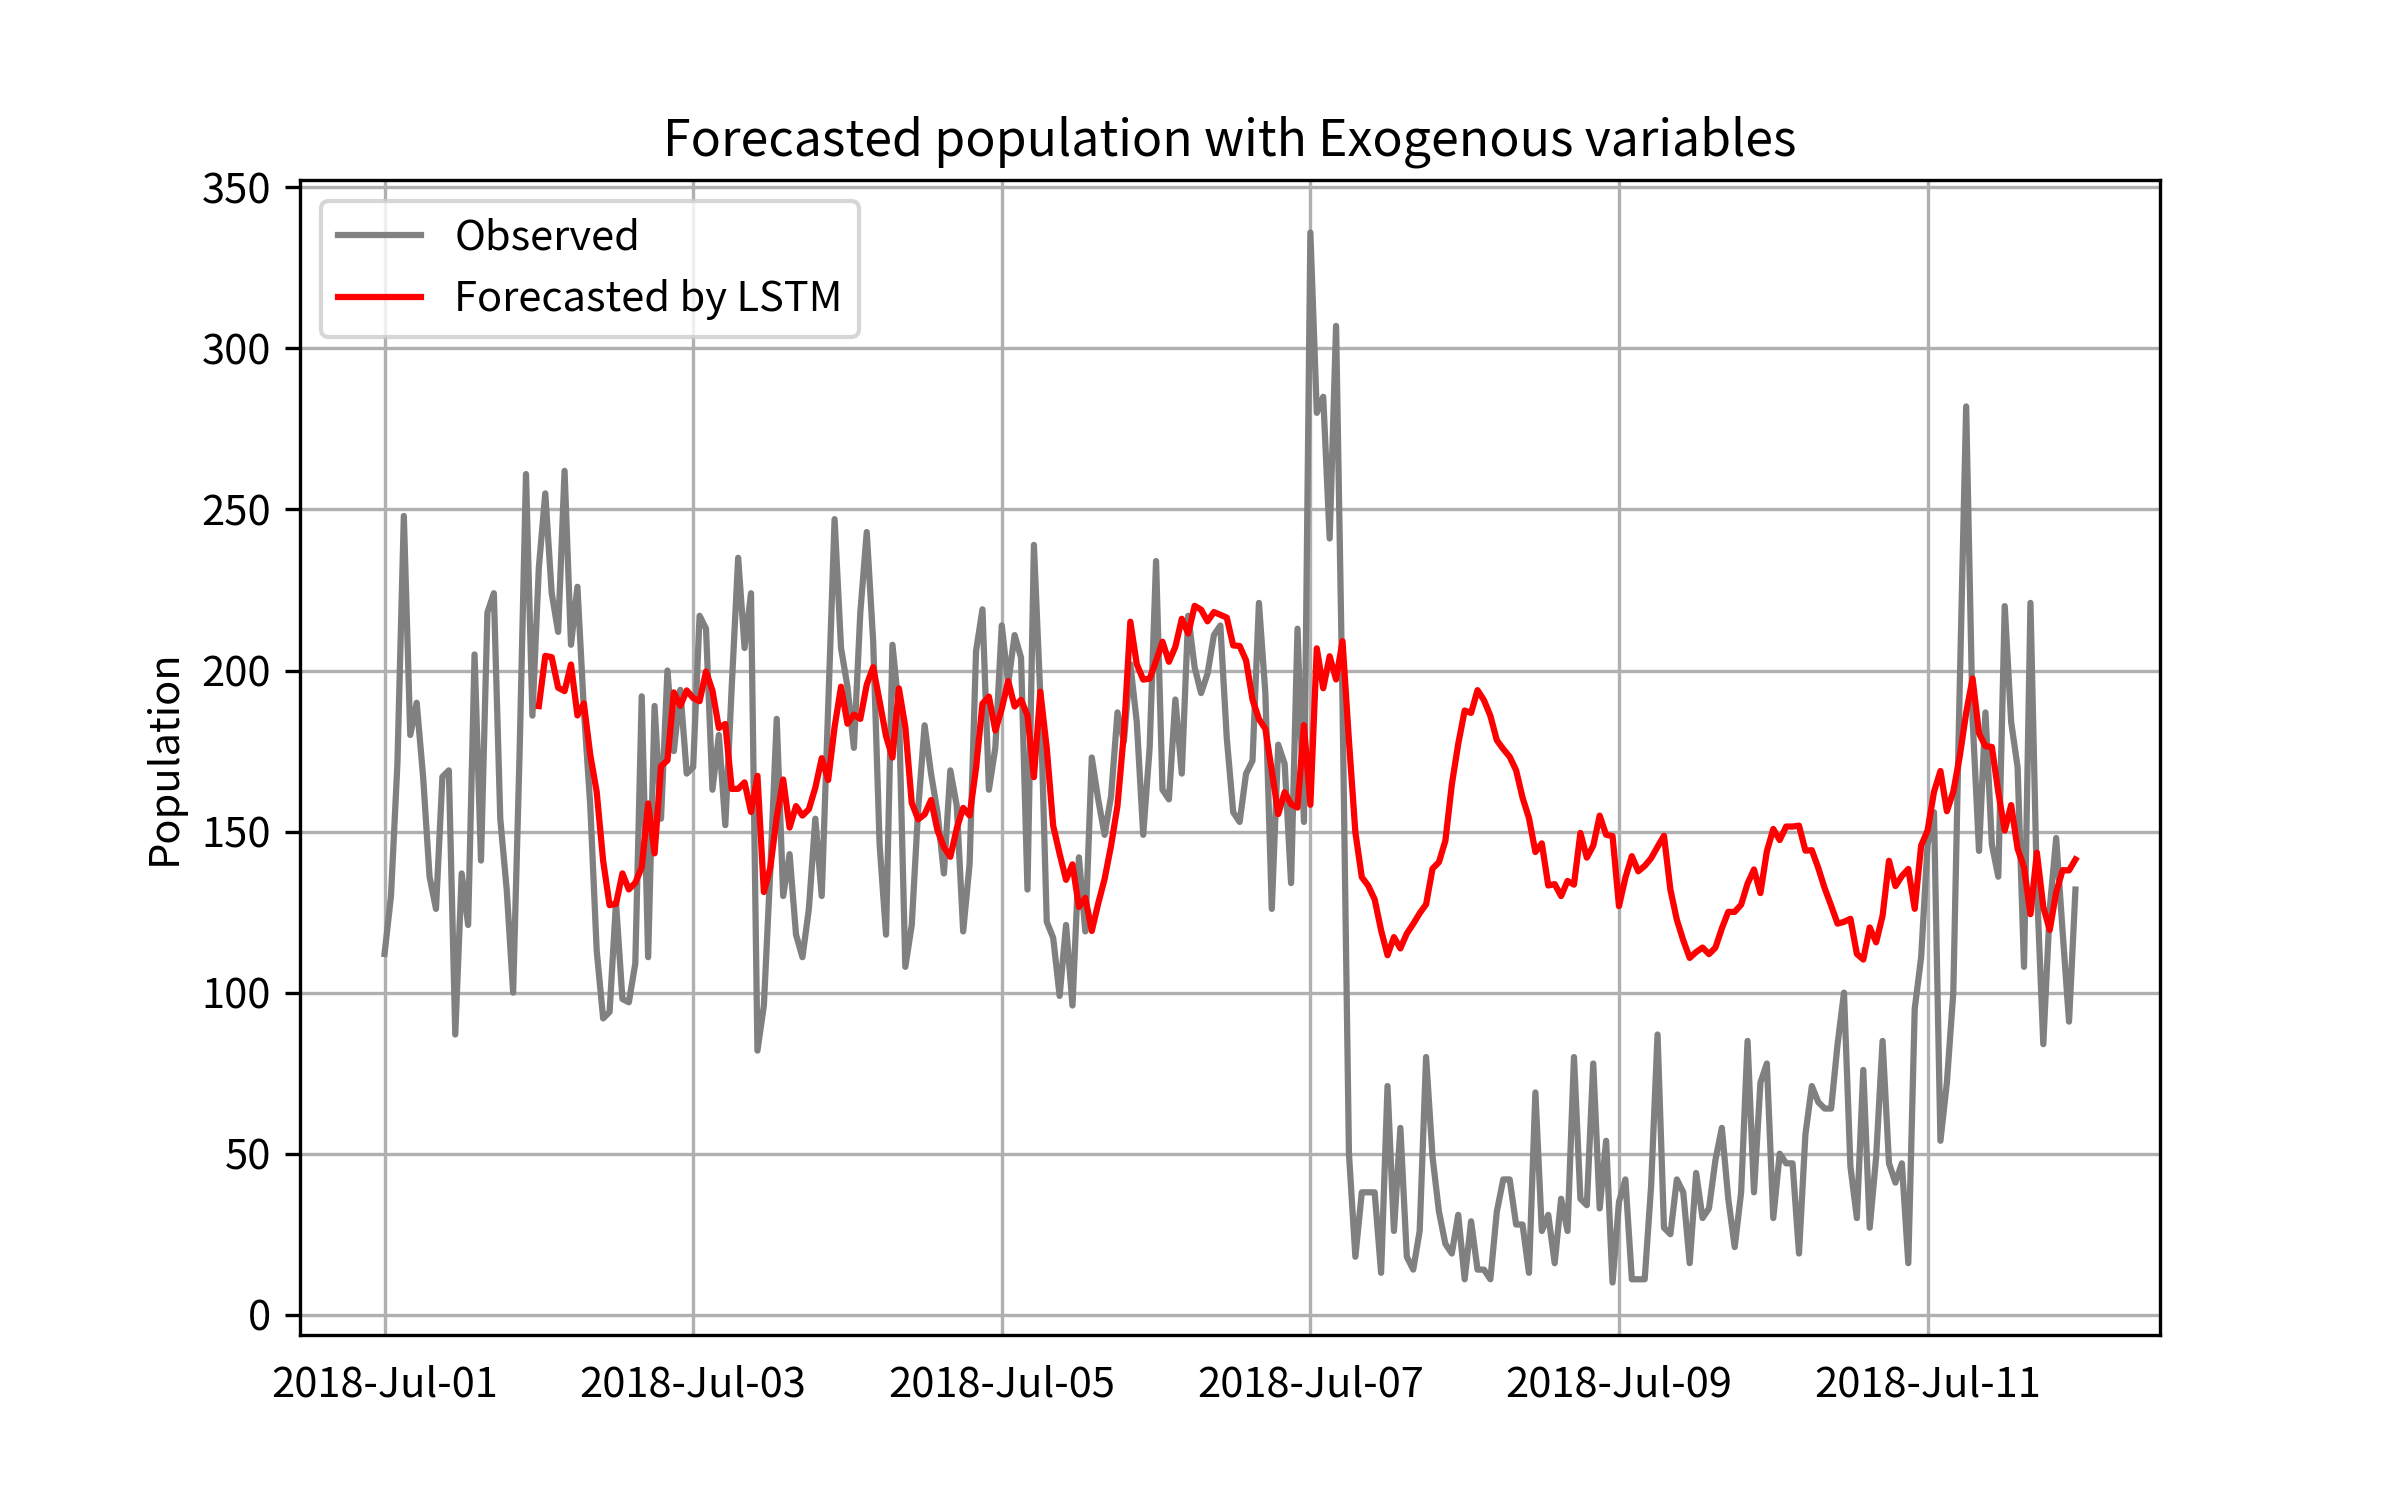 Forecasted population with Exogenous variables
350
Observed
Forecasted by LSTM
300
250
200
Population
150
100
50
0
2018-Jul-01 2018-Jul-03 2018-Jul-05 2018-Jul-07 2018-Jul-09 2018-Jul-11